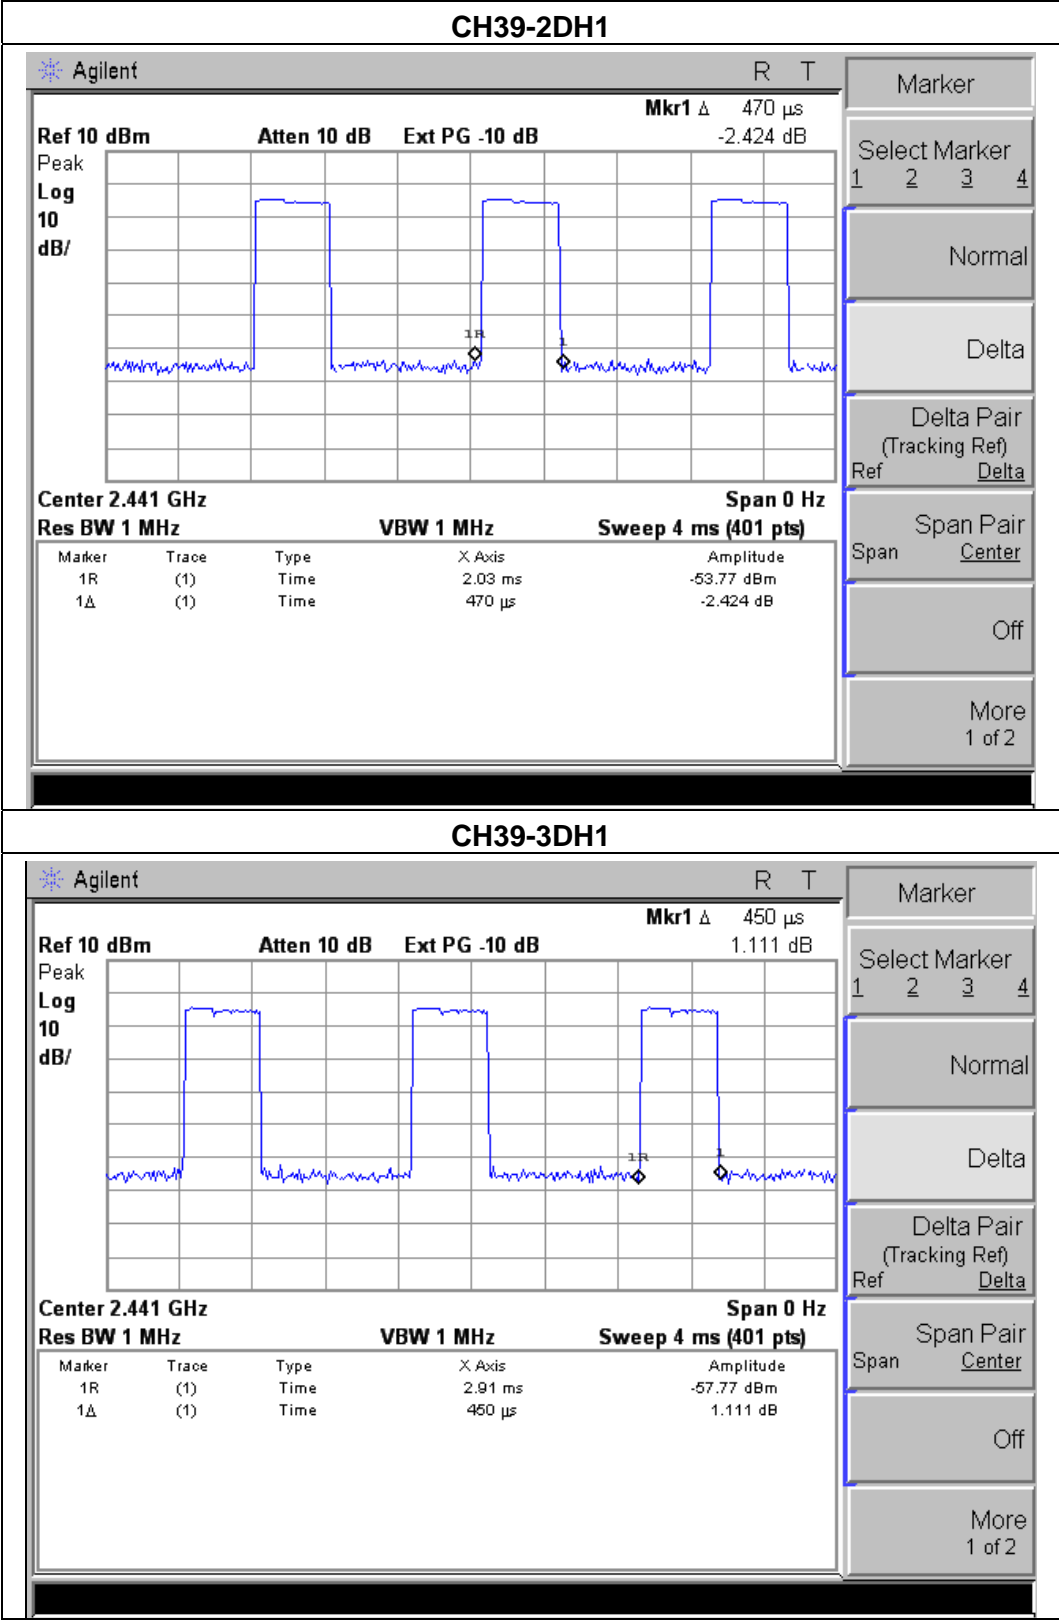 CH39-2DH1
Agilent R T
Mkr1 Δ 470 μs
Ref 10 dBm Atten 10 dB Ext PG -10 dB -2.424 dB
Peak
Log
10
dB/
1R
1
Center 2.441 GHz Span 0 Hz
Res BW 1 MHz VBW 1 MHz Sweep 4 ms (401 pts)
Marker Trace Type X Axis Amplitude
1R (1) Time 2.03 ms -53.77 dBm
1Δ (1) Time 470 μs -2.424 dB
Marker
Select Marker
1 2 3 4
Normal
Delta
Delta Pair
(Tracking Ref)
Ref Delta
Span Pair
Span Center
Off
More
1 of 2
CH39-3DH1
Agilent R T
Mkr1 Δ 450 μs
Ref 10 dBm Atten 10 dB Ext PG -10 dB 1.111 dB
Peak
Log
10
dB/
1R
1
Center 2.441 GHz Span 0 Hz
Res BW 1 MHz VBW 1 MHz Sweep 4 ms (401 pts)
Marker Trace Type X Axis Amplitude
1R (1) Time 2.91 ms -57.77 dBm
1Δ (1) Time 450 μs 1.111 dB
Marker
Select Marker
1 2 3 4
Normal
Delta
Delta Pair
(Tracking Ref)
Ref Delta
Span Pair
Span Center
Off
More
1 of 2